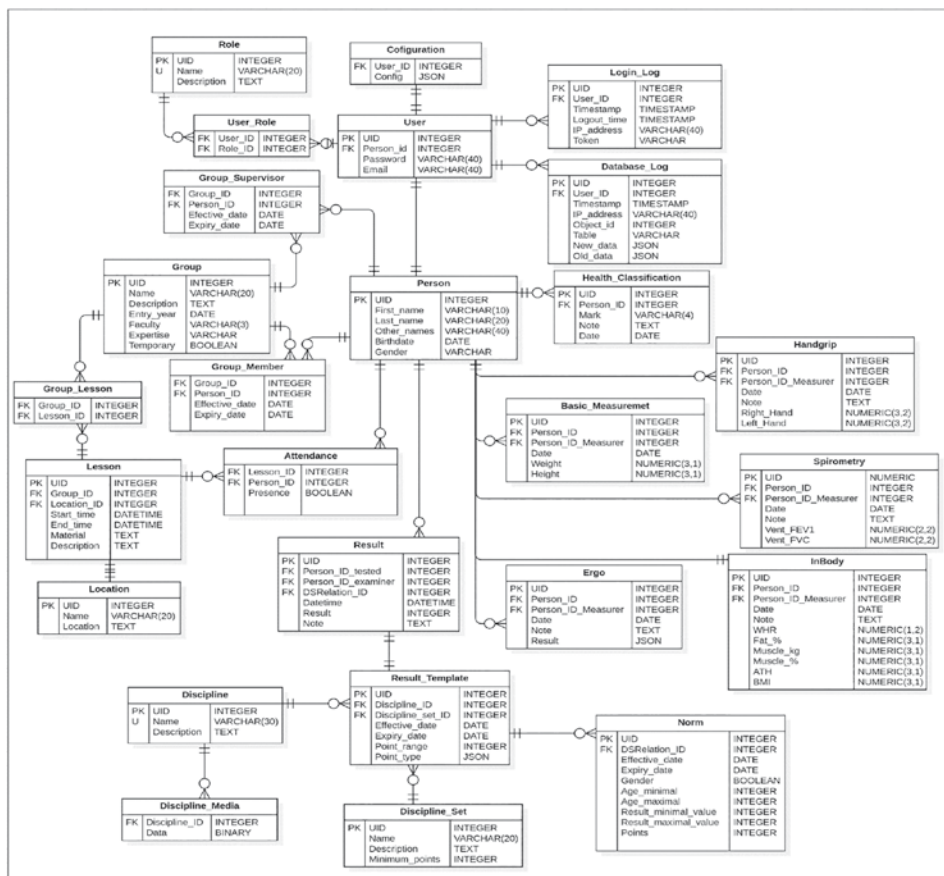 Role
PK UID INTEGER
U Name VARCHAR(20)
Description TEXT
Cofiguration
FK User_ID INTEGER
Config JSON
Login_Log
PK UID INTEGER
FK User_ID INTEGER
Timestamp TIMESTAMP
Logout_time TIMESTAMP
IP_address VARCHAR(40)
Token VARCHAR
User_Role
FK User_ID INTEGER
FK Role_ID INTEGER
User
PK UID INTEGER
FK Person_id INTEGER
Password VARCHAR(40)
Email VARCHAR(40)
Database_Log
PK UID INTEGER
FK User_ID INTEGER
Timestamp TIMESTAMP
IP_address VARCHAR(40)
Object_id INTEGER
Table VARCHAR
New_data JSON
Old_data JSON
Group_Supervisor
FK Group_ID INTEGER
FK Person_ID INTEGER
Efective_date DATE
Expiry_date DATE
Group
PK UID INTEGER
Name VARCHAR(20)
Description TEXT
Entry_year DATE
Faculty VARCHAR(3)
Expertise VARCHAR
Temporary BOOLEAN
Person
PK UID INTEGER
First_name VARCHAR(10)
Last_name VARCHAR(20)
Other_names VARCHAR(40)
Birthdate DATE
Gender VARCHAR
Health_Classification
PK UID INTEGER
FK Person_ID INTEGER
Mark VARCHAR(4)
Note TEXT
Date DATE
Group_Member
FK Group_ID INTEGER
FK Person_ID INTEGER
Effective_date DATE
Expiry_date DATE
Handgrip
PK UID INTEGER
FK Person_ID INTEGER
FK Person_ID_Measurer INTEGER
Date DATE
Note TEXT
Right_Hand NUMERIC(3,2)
Left_Hand NUMERIC(3,2)
Group_Lesson
FK Group_ID INTEGER
FK Lesson_ID INTEGER
Basic_Measuremet
PK UID INTEGER
FK Person_ID INTEGER
FK Person_ID_Measurer INTEGER
Date DATE
Weight NUMERIC(3,1)
Height NUMERIC(3,1)
Lesson
PK UID INTEGER
FK Group_ID INTEGER
FK Location_ID INTEGER
Start_time DATETIME
End_time DATETIME
Material TEXT
Description TEXT
Attendance
FK Lesson_ID INTEGER
FK Person_ID INTEGER
Presence BOOLEAN
Spirometry
PK UID NUMERIC
FK Person_ID INTEGER
FK Person_ID_Measurer INTEGER
Date DATE
Note TEXT
Vent_FEV1 NUMERIC(2,2)
Vent_FVC NUMERIC(2,2)
Location
PK UID INTEGER
Name VARCHAR(20)
Location TEXT
Result
PK UID INTEGER
FK Person_ID_tested INTEGER
FK Person_ID_examiner INTEGER
FK DSRelation_ID INTEGER
Datetime DATETIME
Result INTEGER
Note TEXT
Ergo
PK UID INTEGER
FK Person_ID INTEGER
FK Person_ID_Measurer INTEGER
Date DATE
Note TEXT
Result JSON
InBody
PK UID INTEGER
FK Person_ID INTEGER
FK Person_ID_Measurer INTEGER
Date DATE
Note TEXT
WHR NUMERIC(1,2)
Fat_% NUMERIC(3,1)
Muscle_kg NUMERIC(3,1)
Muscle_% NUMERIC(3,1)
ATH NUMERIC(3,1)
BMI NUMERIC(3,1)
Discipline
PK UID INTEGER
U Name VARCHAR(30)
Description TEXT
Result_Template
PK UID INTEGER
FK Discipline_ID INTEGER
FK Discipline_set_ID INTEGER
Effective_date DATE
Expiry_date DATE
Point_range INTEGER
Point_type JSON
Norm
PK UID INTEGER
FK DSRelation_ID INTEGER
Effective_date DATE
Expiry_date DATE
Gender BOOLEAN
Age_minimal INTEGER
Age_maximal INTEGER
Result_minimal_value INTEGER
Result_maximal_value INTEGER
Points INTEGER
Discipline_Media
FK Discipline_ID INTEGER
Data BINARY
Discipline_Set
PK UID INTEGER
Name VARCHAR(20)
Description TEXT
Minimum_points INTEGER